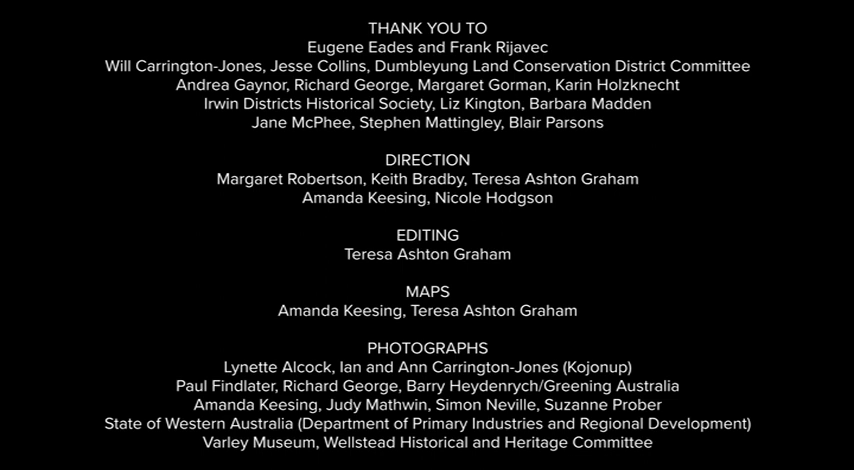 THANK YOU TO
Eugene Eades and Frank Rijavec
Will Carrington-Jones, Jesse Collins, Dumbleyung Land Conservation District Committee
Andrea Gaynor, Richard George, Margaret Gorman, Karin Holzknecht
Irwin Districts Historical Society, Liz Kington, Barbara Madden
Jane McPhee, Stephen Mattingley, Blair Parsons
DIRECTION
Margaret Robertson, Keith Bradby, Teresa Ashton Graham
Amanda Keesing, Nicole Hodgson
EDITING
Teresa Ashton Graham
MAPS
Amanda Keesing, Teresa Ashton Graham
PHOTOGRAPHS
Lynette Alcock, Ian and Ann Carrington-Jones (Kojonup)
Paul Findlater, Richard George, Barry Heydenrych/Greening Australia
Amanda Keesing, Judy Mathwin, Simon Neville, Suzanne Prober
State of Western Australia (Department of Primary Industries and Regional Development)
Varley Museum, Wellstead Historical and Heritage Committee